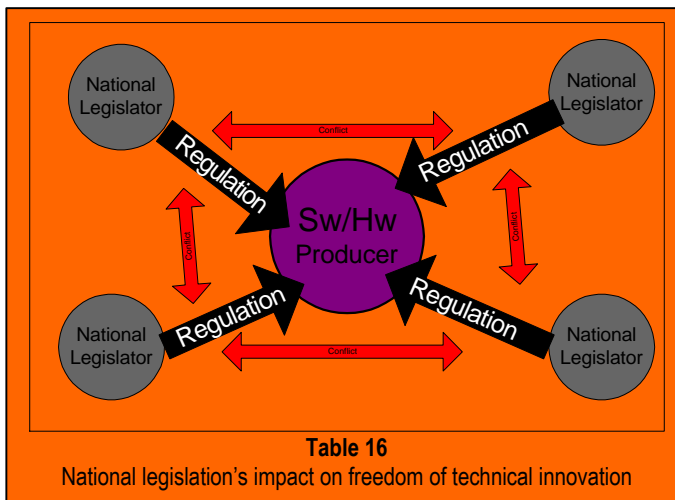 National
Legislator
National
Legislator
Conflict
Regulation
Regulation
Sw/Hw
Producer
Conflict
Conflict
Regulation
Regulation
National
Legislator
National
Legislator
Conflict
Table 16
National legislation's impact on freedom of technical innovation